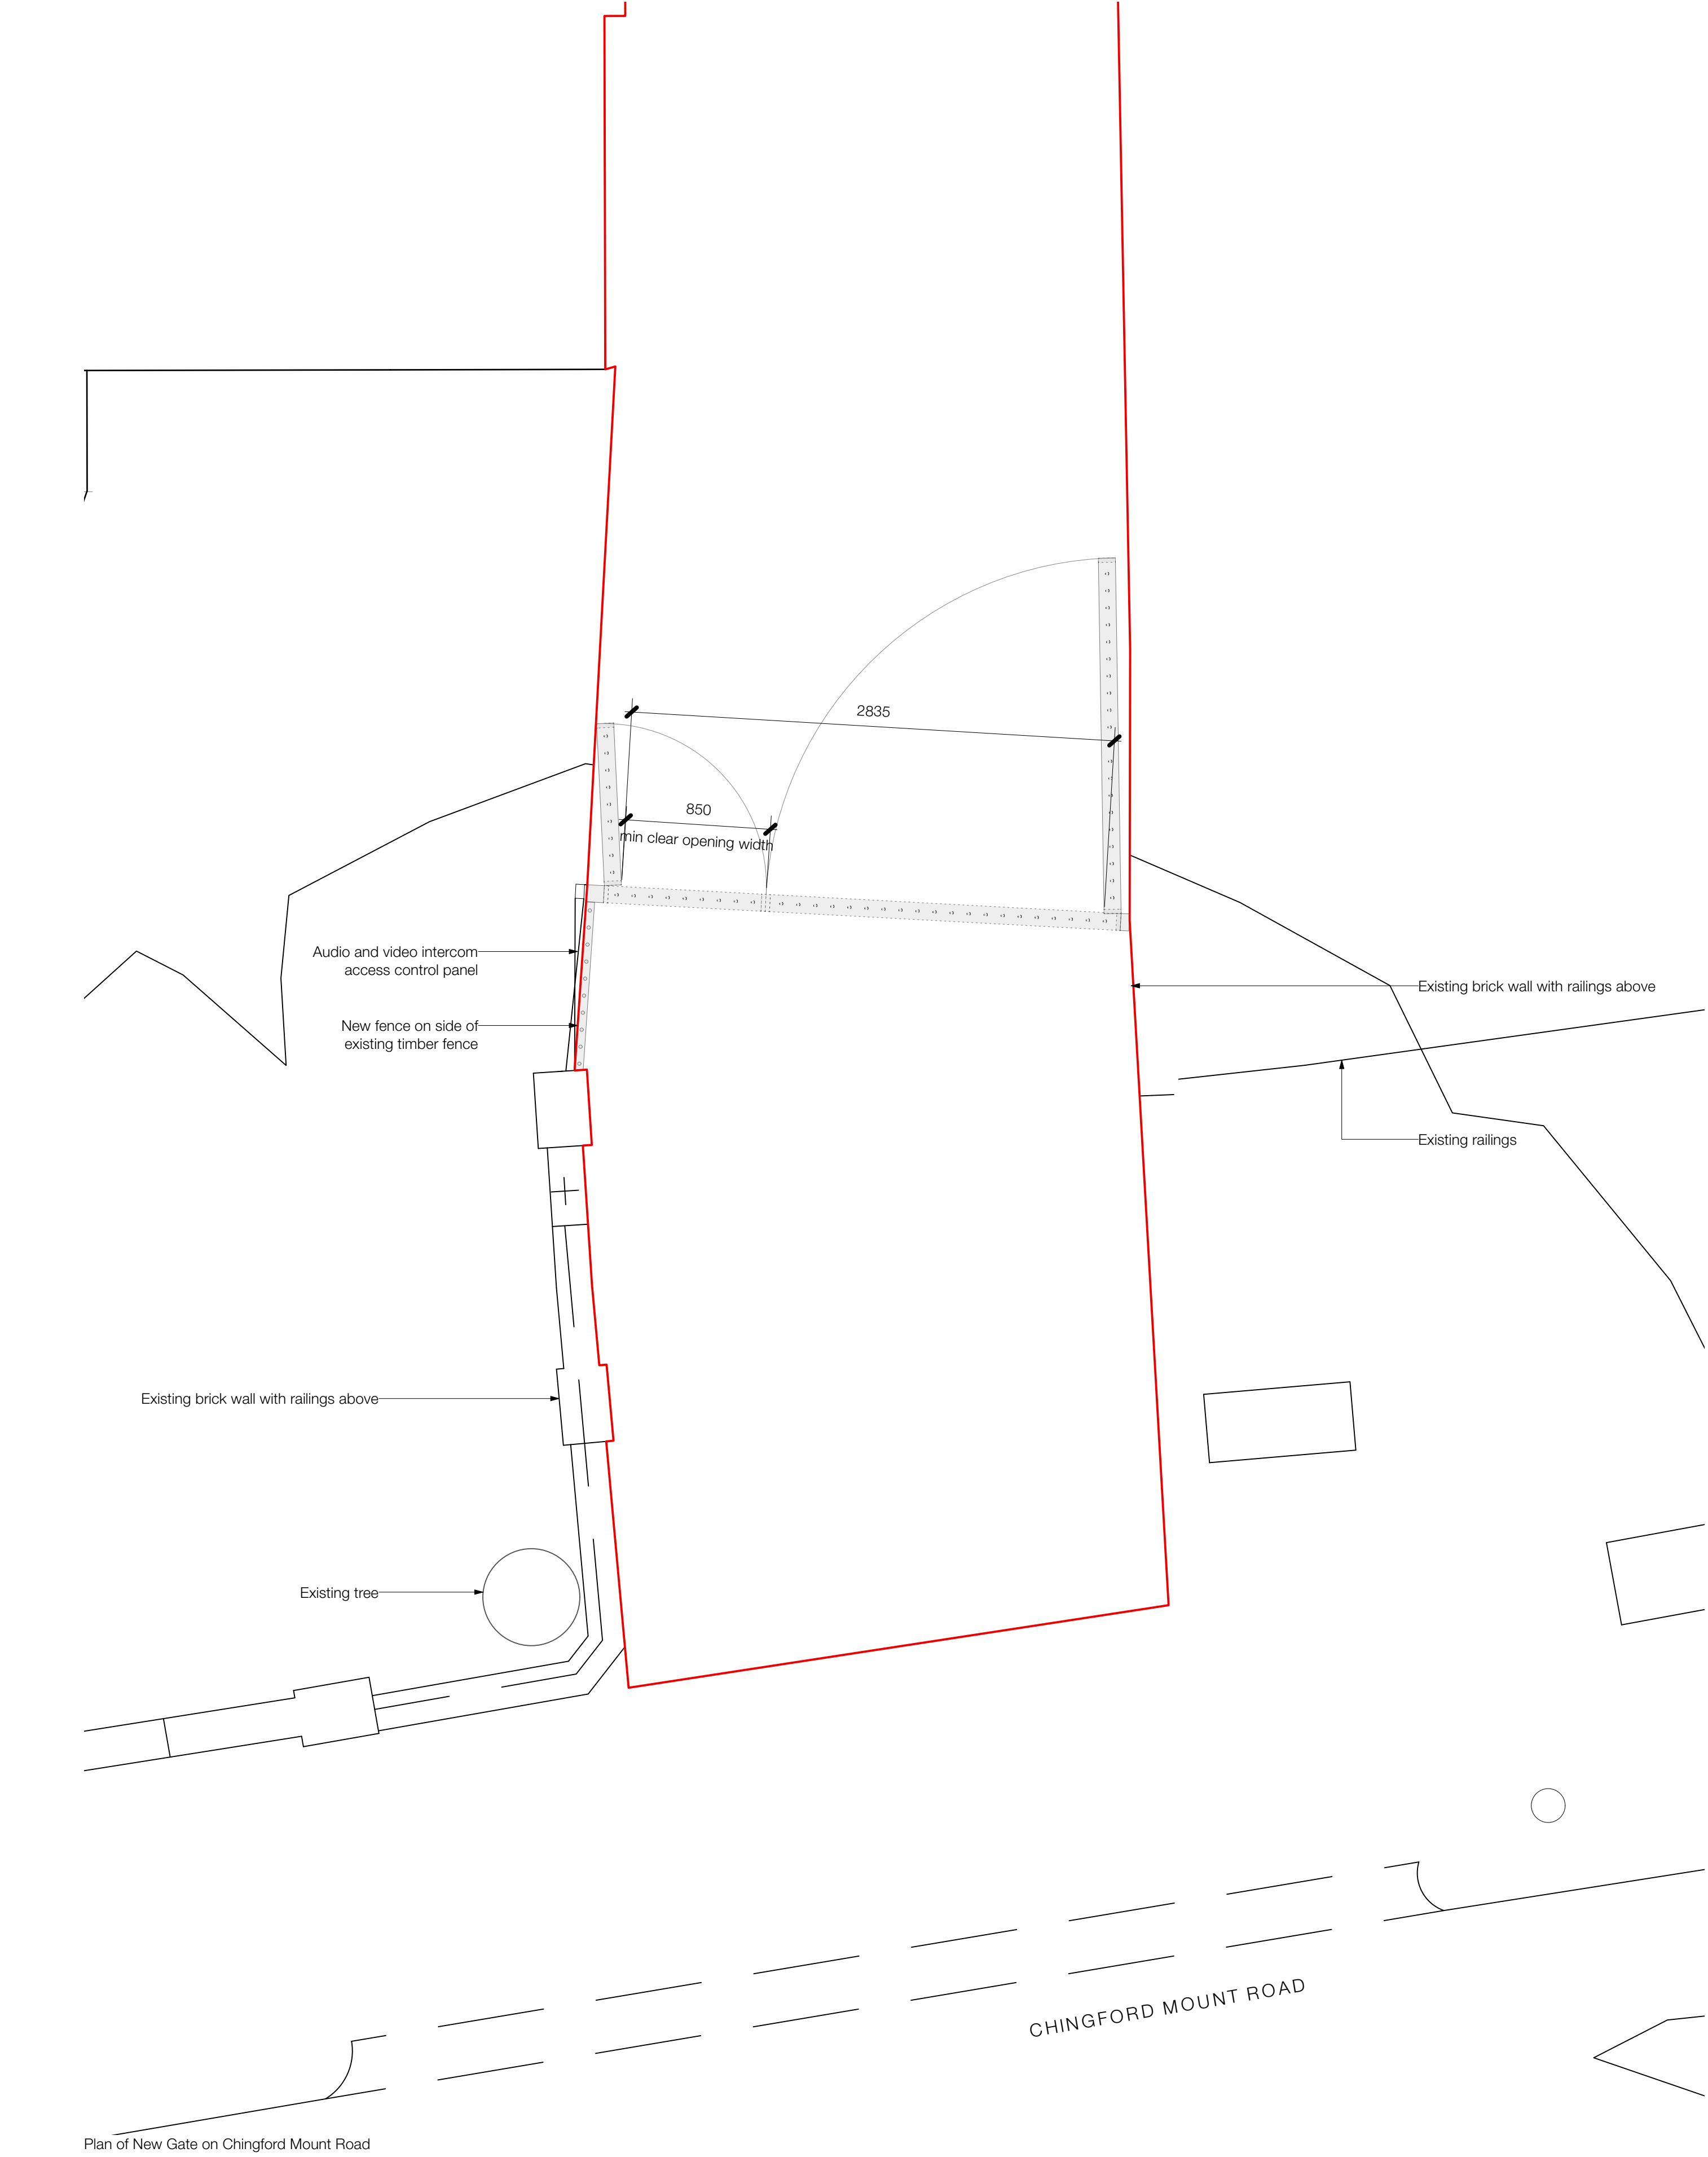 2835
850
min clear opening width
Audio and video intercom
access control panel
Existing brick wall with railings above
New fence on side of
existing timber fence
Existing railings
Existing brick wall with railings above
Existing tree
CHINGFORD MOUNT ROAD
Plan of New Gate on Chingford Mount Road